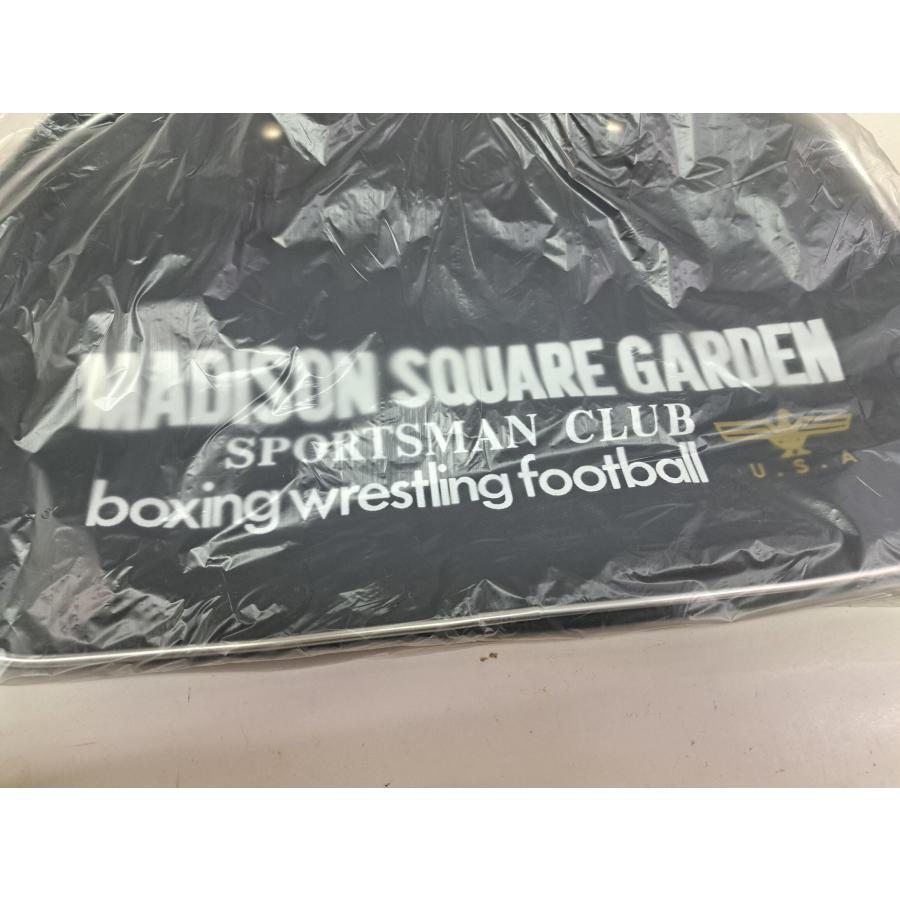 MADISON SQUARE GARDEN
SPORTSMAN CLUB
boxing wrestling football
U.S.A